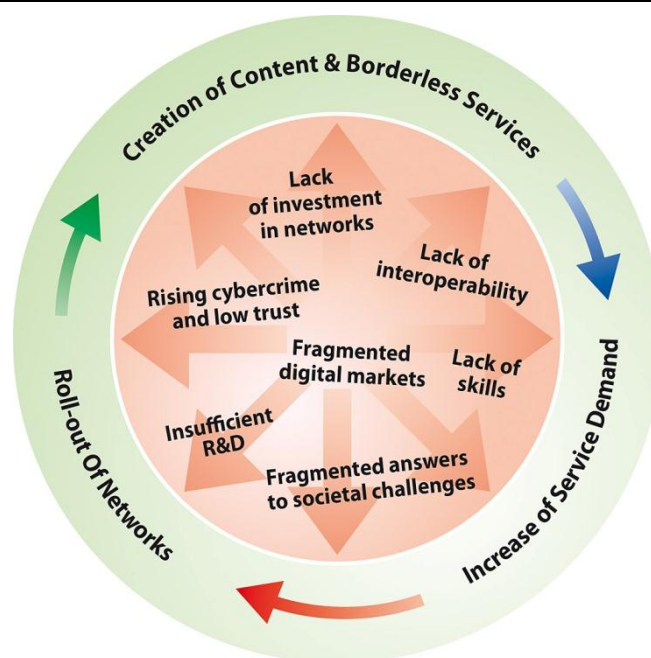 Creation of Content & Borderless Services
Lack
of investment
in networks
Lack of
interoperability
Rising cybercrime
and low trust
Fragmented
digital markets
Lack of
skills
Insufficient
R&D
Fragmented answers
to societal challenges
Increase of Service Demand
Roll-out Of Networks